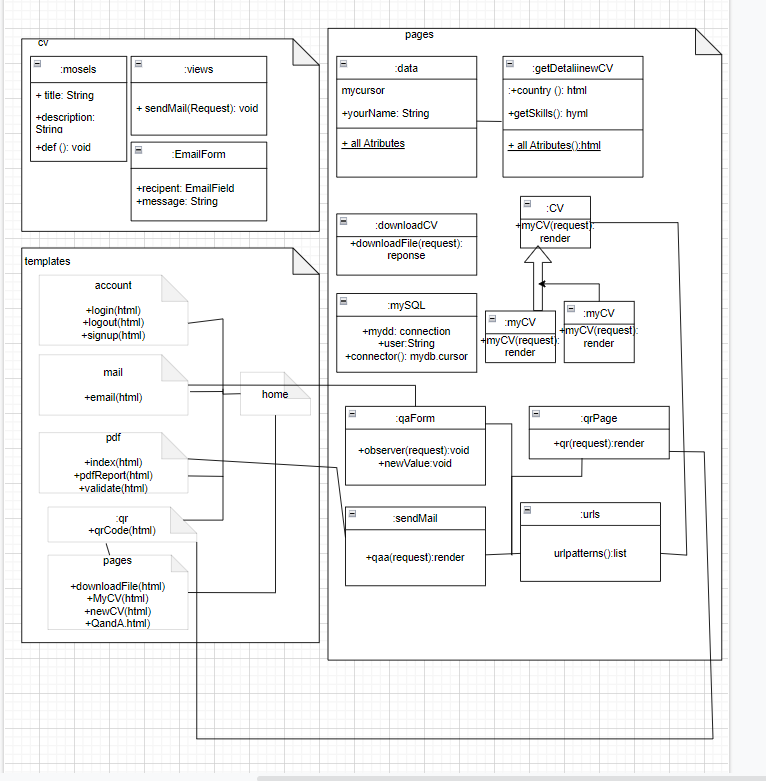 cv
:mosels
+ title: String
+description:
String
+def (): void
:views
+ sendMail(Request): void
:EmailForm
+recipent: EmailField
+message: String
templates
account
+login(html)
+logout(html)
+signup(html)
mail
+email(html)
home
pdf
+index(html)
+pdfReport(html)
+validate(html)
:qr
+qrCode(html)
pages
+downloadFile(html)
+MyCV(html)
+newCV(html)
+QandA.html)
pages
:data
mycursor
+yourName: String
+ all Atributes
:getDetaliinewCV
:+country (): html
+getSkills(): hyml
+ all Atributes():html
:downloadCV
+downloadFile(request):
reponse
:CV
+myCV(request):
render
:mySQL
+mydd: connection
+user:String
+connector(): mydb.cursor
:myCV
+myCV(request):
render
:myCV
+myCV(request):
render
:qaForm
+observer(request):void
+newValue:void
:qrPage
+qr(request):render
:sendMail
+qaa(request):render
:urls
urlpatterns():list